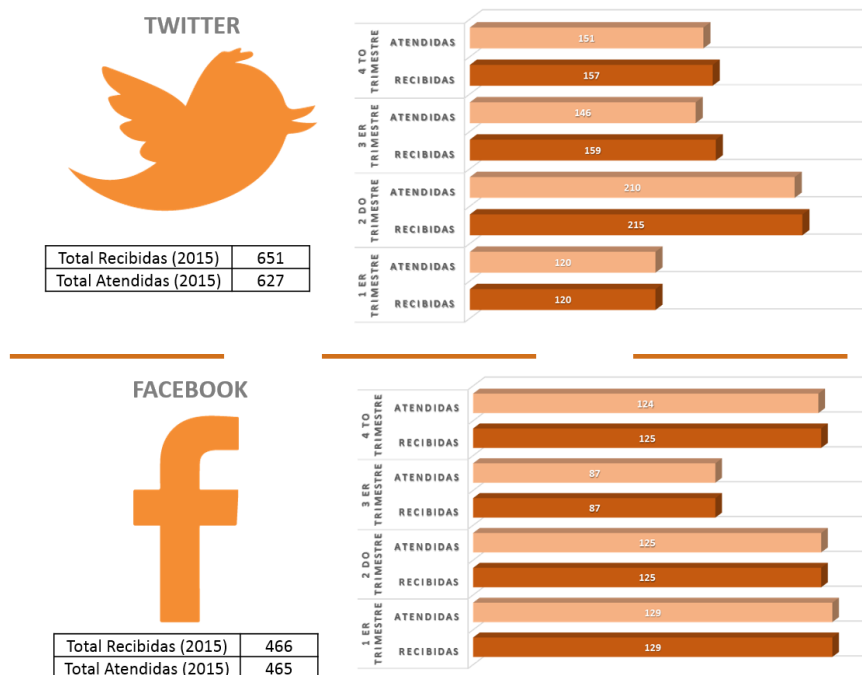 TWITTER
Total Recibidas (2015) 651
Total Atendidas (2015) 627
4 TO TRIMESTRE
ATENDIDAS 151
RECIBIDAS 157
3 ER TRIMESTRE
ATENDIDAS 146
RECIBIDAS 159
2 DO TRIMESTRE
ATENDIDAS 210
RECIBIDAS 215
1 ER TRIMESTRE
ATENDIDAS 120
RECIBIDAS 120
FACEBOOK
Total Recibidas (2015) 466
Total Atendidas (2015) 465
4 TO TRIMESTRE
ATENDIDAS 124
RECIBIDAS 125
3 ER TRIMESTRE
ATENDIDAS 87
RECIBIDAS 87
2 DO TRIMESTRE
ATENDIDAS 125
RECIBIDAS 125
1 ER TRIMESTRE
ATENDIDAS 129
RECIBIDAS 129